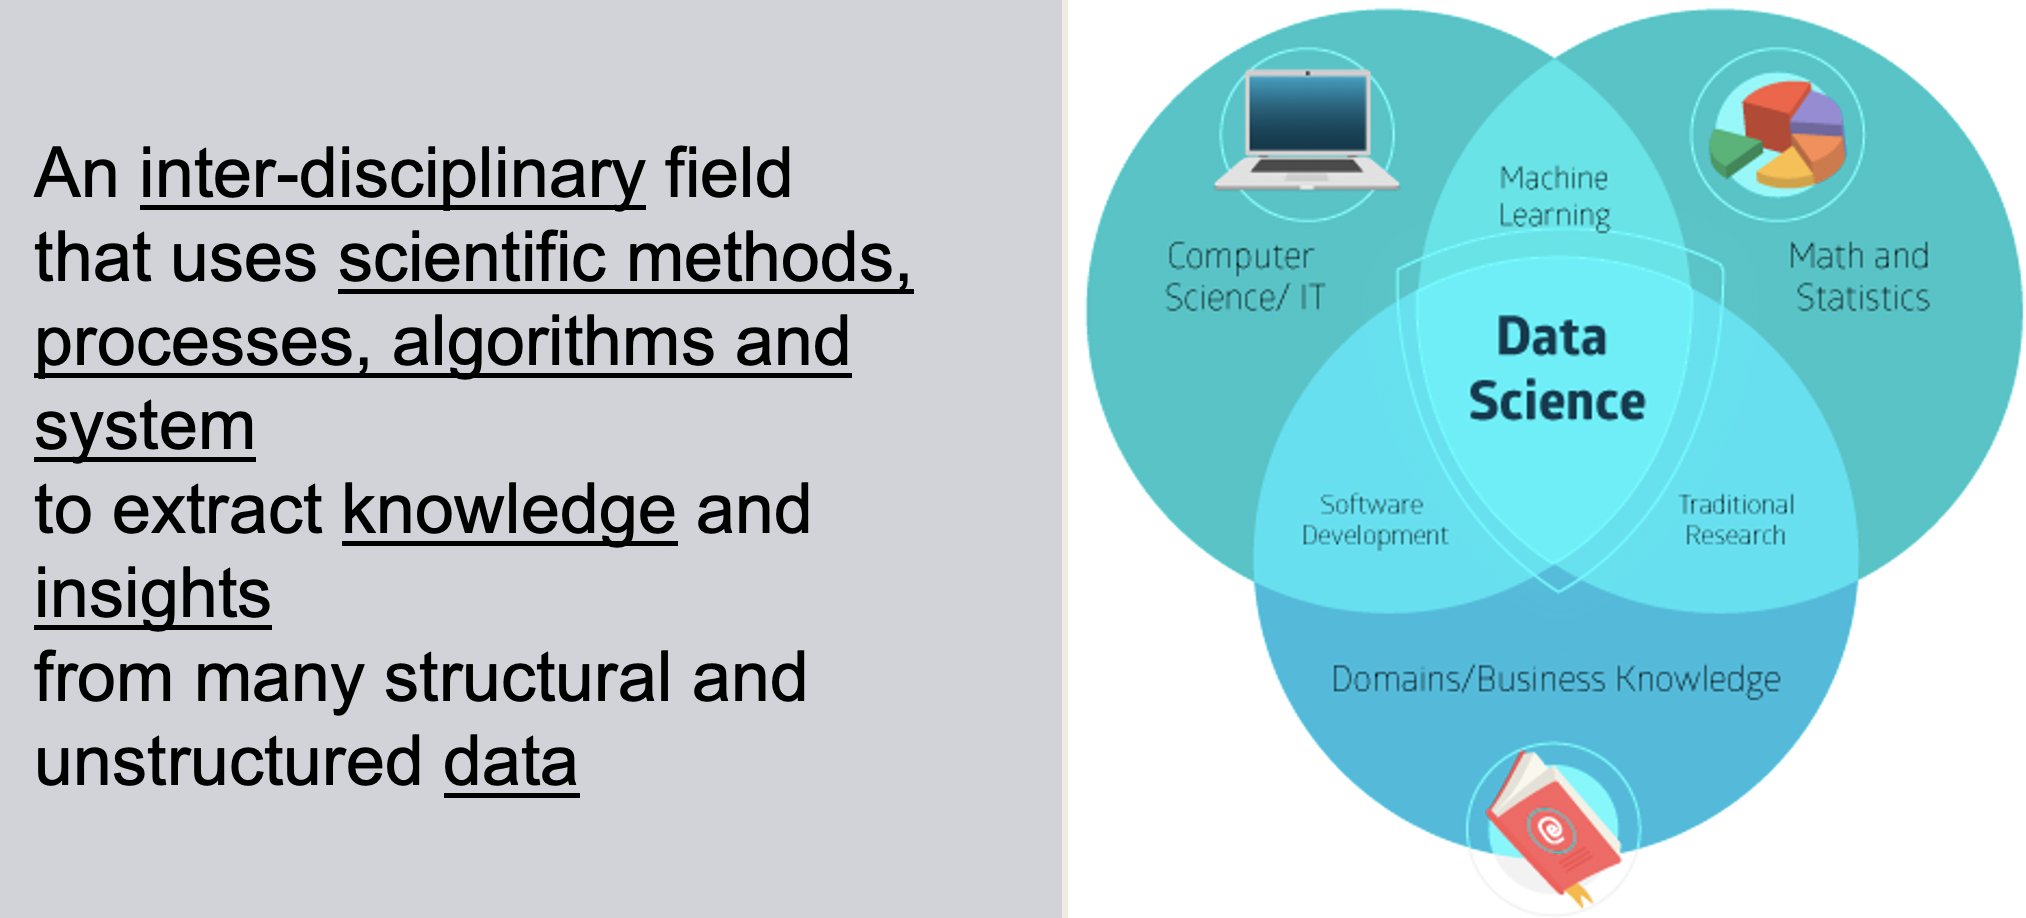 An inter-disciplinary field
that uses scientific methods,
processes, algorithms and
system
to extract knowledge and
insights
from many structural and
unstructured data
Machine
Learning
Computer
Science/ IT
Math and
Statistics
Data
Science
Software
Development
Traditional
Research
Domains/Business Knowledge